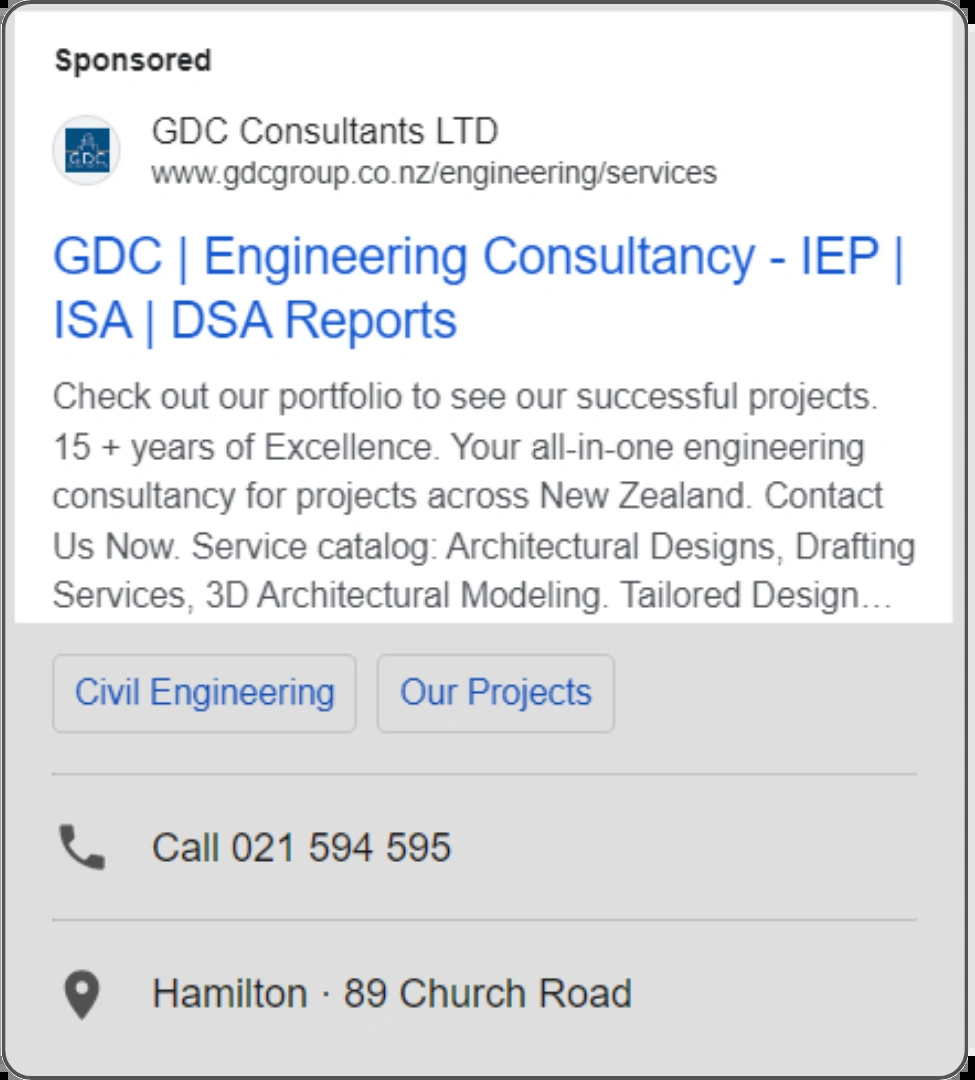 Sponsored
GDC
GDC Consultants LTD
www.gdcgroup.co.nz/engineering/services
GDC | Engineering Consultancy - IEP |
ISA | DSA Reports
Check out our portfolio to see our successful projects.
15 + years of Excellence. Your all-in-one engineering
consultancy for projects across New Zealand. Contact
Us Now. Service catalog: Architectural Designs, Drafting
Services, 3D Architectural Modeling. Tailored Design...
Civil Engineering
Our Projects
Call 021 594 595
Hamilton · 89 Church Road